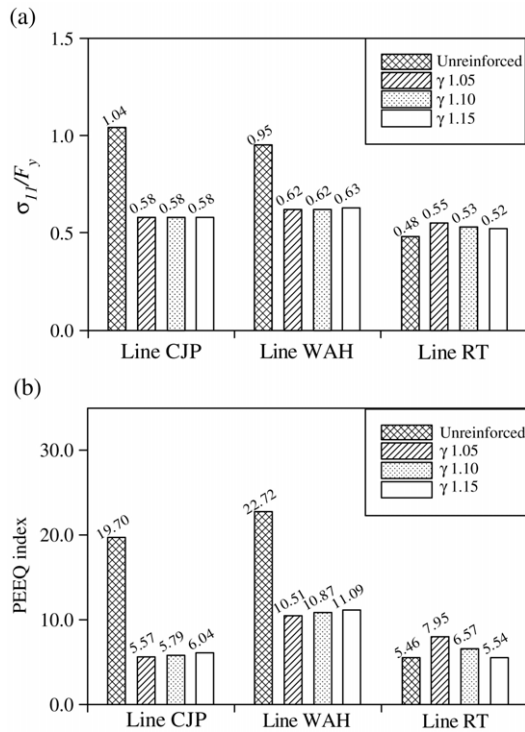 (a)
1.5
1.0
0.5
0.0
σ11/Fy
Unreinforced
γ 1.05
γ 1.10
γ 1.15
1.04
0.58
0.58
0.58
0.95
0.62
0.62
0.63
0.48
0.55
0.53
0.52
Line CJP
Line WAH
Line RT
(b)
30.0
20.0
10.0
0.0
PEEQ index
Unreinforced
γ 1.05
γ 1.10
γ 1.15
19.70
5.57
5.79
6.04
22.72
10.51
10.87
11.09
5.46
7.95
6.57
5.54
Line CJP
Line WAH
Line RT